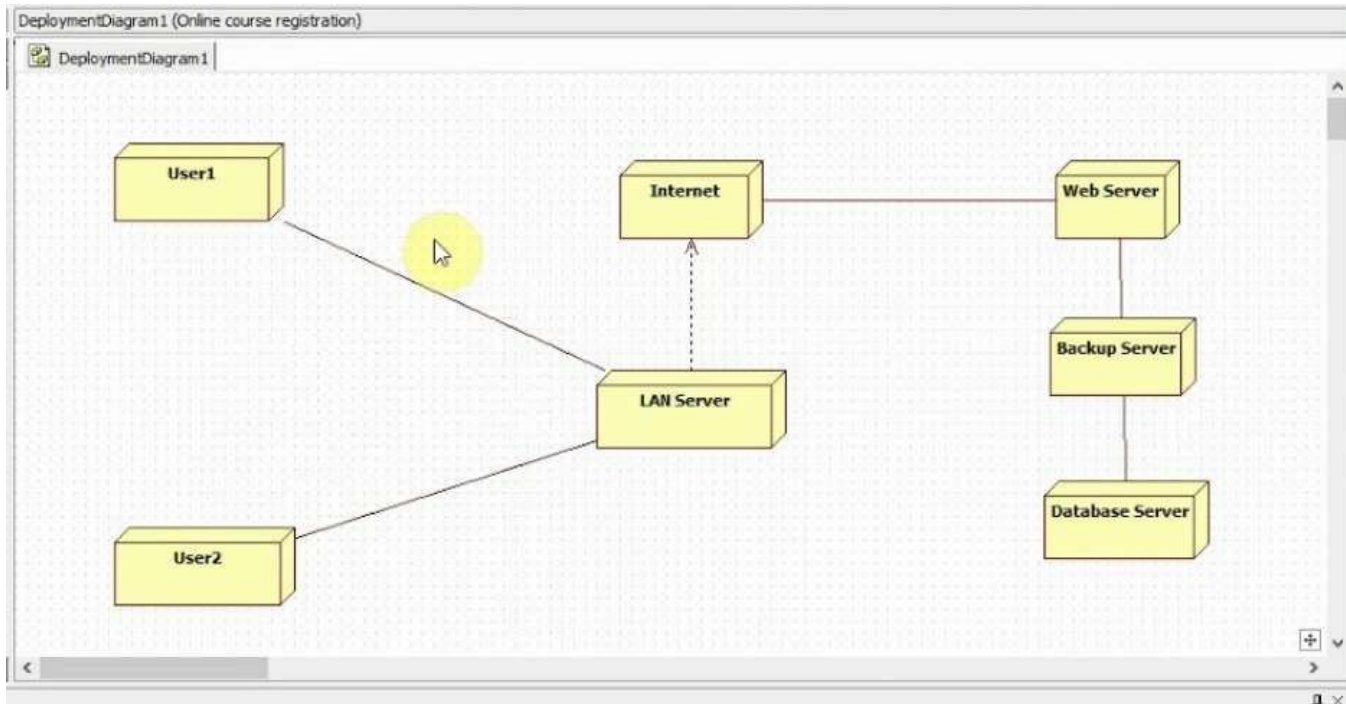 DeploymentDiagram1 (Online course registration)
DeploymentDiagram1
User1
Internet
Web Server
Backup Server
LAN Server
Database Server
User2